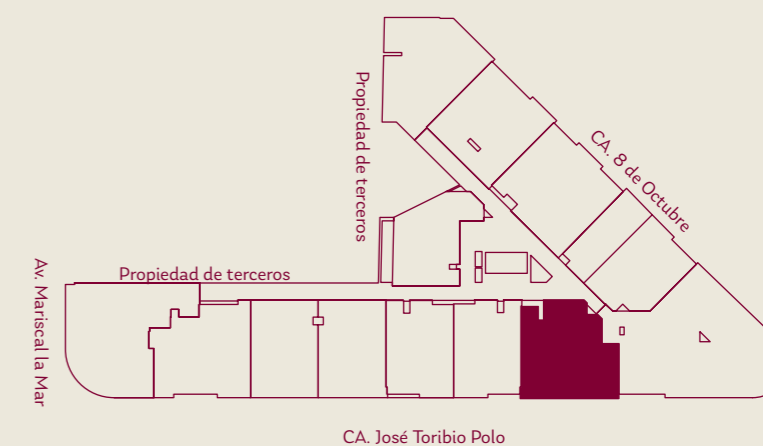 Propiedad de terceros
CA. 8 de Octubre
Propiedad de terceros
Av. Mariscal la Mar
CA. José Toribio Polo